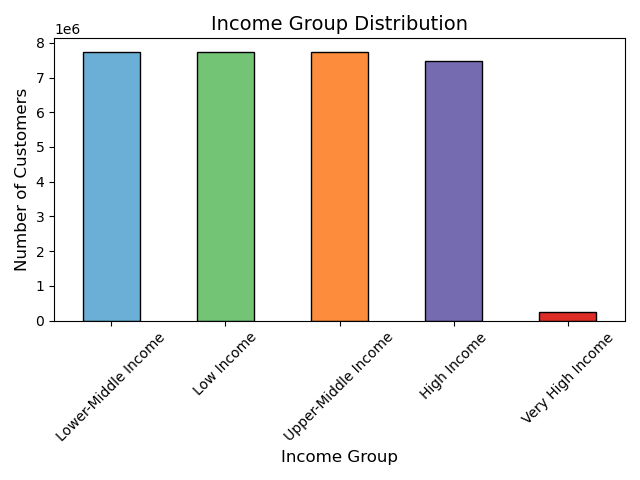 Income Group Distribution
1e6
8
7
6
5
4
3
2
1
0
Number of Customers
Lower-Middle Income
Low Income
Upper-Middle Income
High Income
Very High Income
Income Group